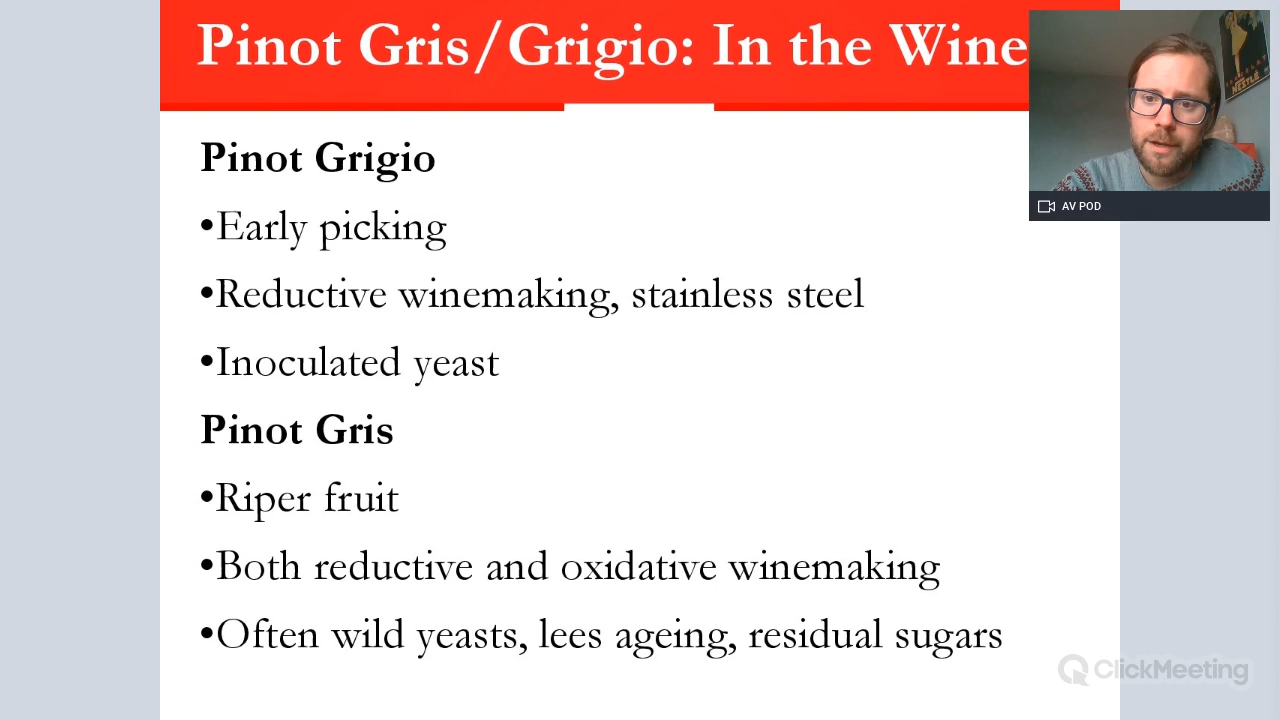 Pinot Gris/Grigio: In the Wine
Pinot Grigio
•Early picking
•Reductive winemaking, stainless steel
•Inoculated yeast
Pinot Gris
•Riper fruit
•Both reductive and oxidative winemaking
•Often wild yeasts, lees ageing, residual sugars
NESTLÉ
AV POD
ClickMeeting